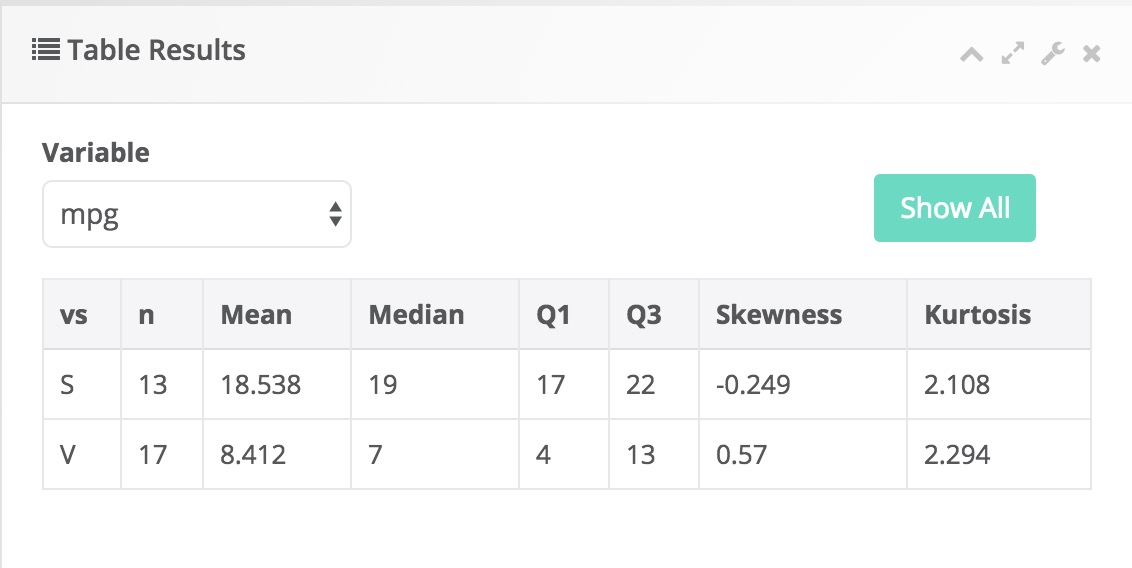 Table Results
Variable
mpg
Show All
vs n Mean Median Q1 Q3 Skewness Kurtosis
S 13 18.538 19 17 22 -0.249 2.108
V 17 8.412 7 4 13 0.57 2.294